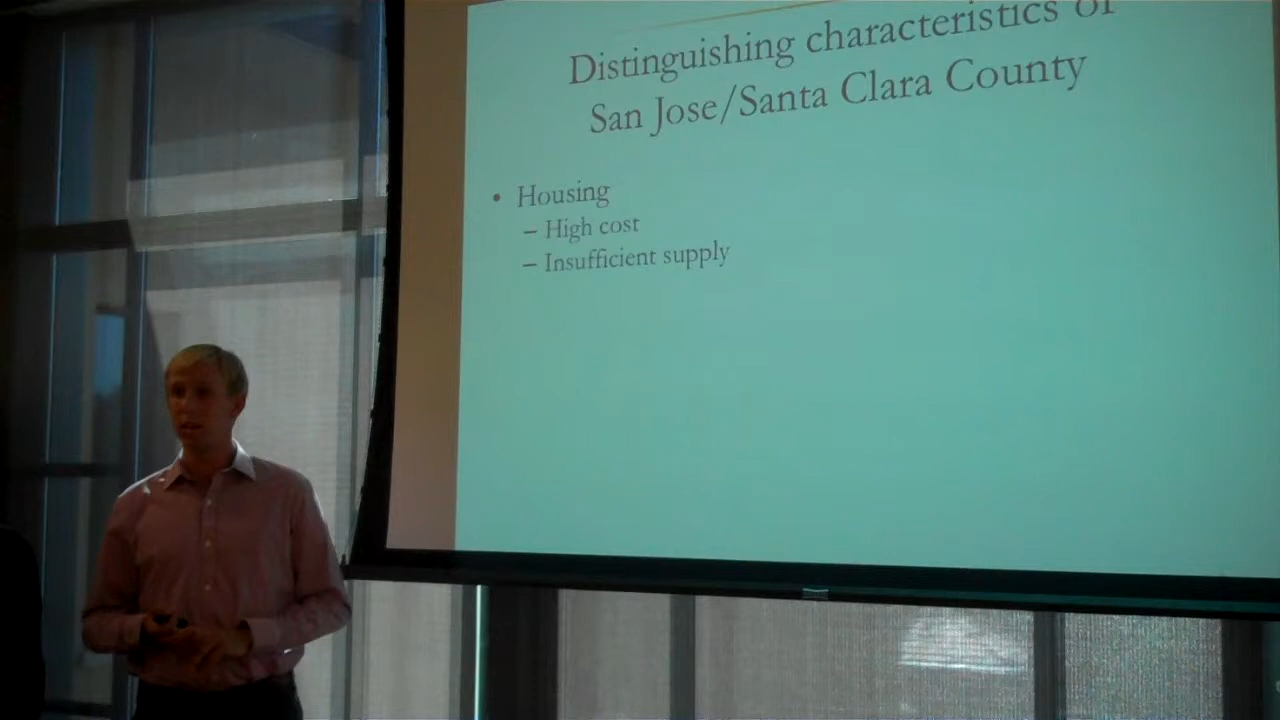 Distinguishing characteristics of
San Jose/Santa Clara County
• Housing
– High cost
– Insufficient supply